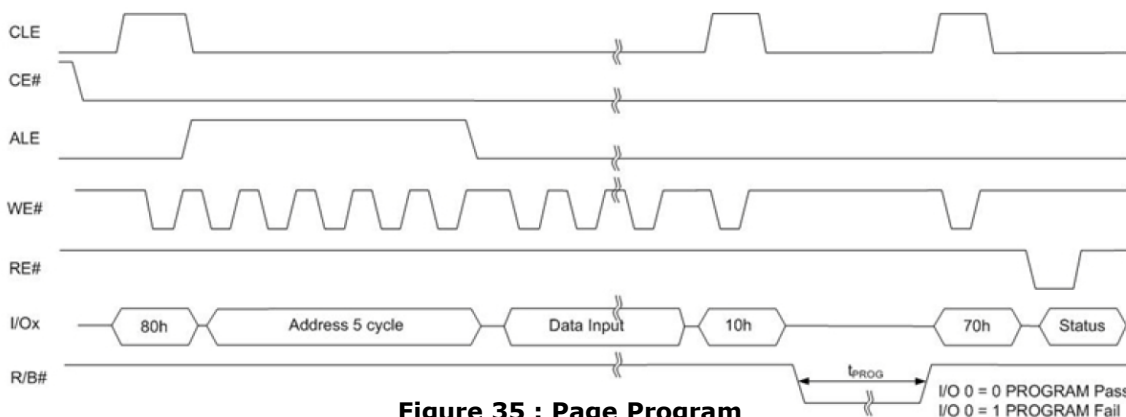 CLE
CE#
ALE
WE#
RE#
I/Ox
80h
Address 5 cycle
Data Input
10h
70h
Status
R/B#
tPROG
I/O 0 = 0 PROGRAM Pass
I/O 0 = 1 PROGRAM Fail
Figure 35 : Page Program